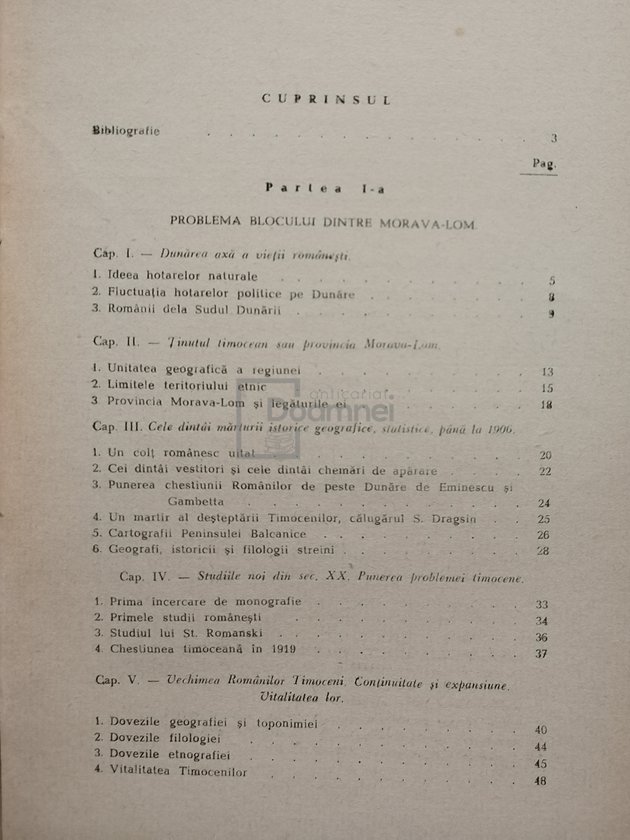 CUPRINSUL
Bibliografie . . . . . . . . . . . . . . 3
Pag.
Partea I-a
PROBLEMA BLOCULUI DINTRE MORAVA-LOM.
Cap. I. — Dunărea axă a vieții românești.
1. Ideea hotarelor naturale . . . . . . . . . . 5
2. Fluctuația hotarelor politice pe Dunăre . . . . . . 8
3. Românii dela Sudul Dunării . . . . . . . . . 9
Cap. II. — Ținutul timocean sau provincia Morava-Lom.
1. Unitatea geografică a regiunei . . . . . . . . 13
2. Limitele teritoriului etnic . . . . . . . . . 15
3 Provincia Morava-Lom și legăturile ei . . . . . . 18
anticariat
Doamnei
Cap. III. Cele dintâi mărturii istorice geografice, statistice, până la 1906.
1. Un colț românesc uitat . . . . . . . . . . 20
2. Cei dintâi vestitori și cele dintâi chemări de apărare . . . 22
3. Punerea chestiunii Românilor de peste Dunăre de Eminescu și
Gambetta . . . . . . . . . . . . 24
4. Un martir al deșteptării Timocenilor, călugărul S. Dragsin . . 25
5. Cartografii Peninsulei Balcanice . . . . . . . . 26
6. Geografi, istoricii și filologii streini . . . . . . . 28
Cap. IV. — Studiile noi din sec. XX. Punerea problemei timocene.
1. Prima încercare de monografie . . . . . . . . 33
2. Primele studii românești . . . . . . . . . 34
3. Studiul lui St. Romanski . . . . . . . . . 36
4. Chestiunea timoceană în 1919 . . . . . . . . 37
Cap. V. — Vechimea Românilor Timoceni. Continuitate și expansiune.
Vitalitatea lor.
1. Dovezile geografiei și toponimiei . . . . . . . 40
2. Dovezile filologiei . . . . . . . . . . 44
3. Dovezile etnografiei . . . . . . . . . . 45
4. Vitalitatea Timocenilor . . . . . . . . . 48